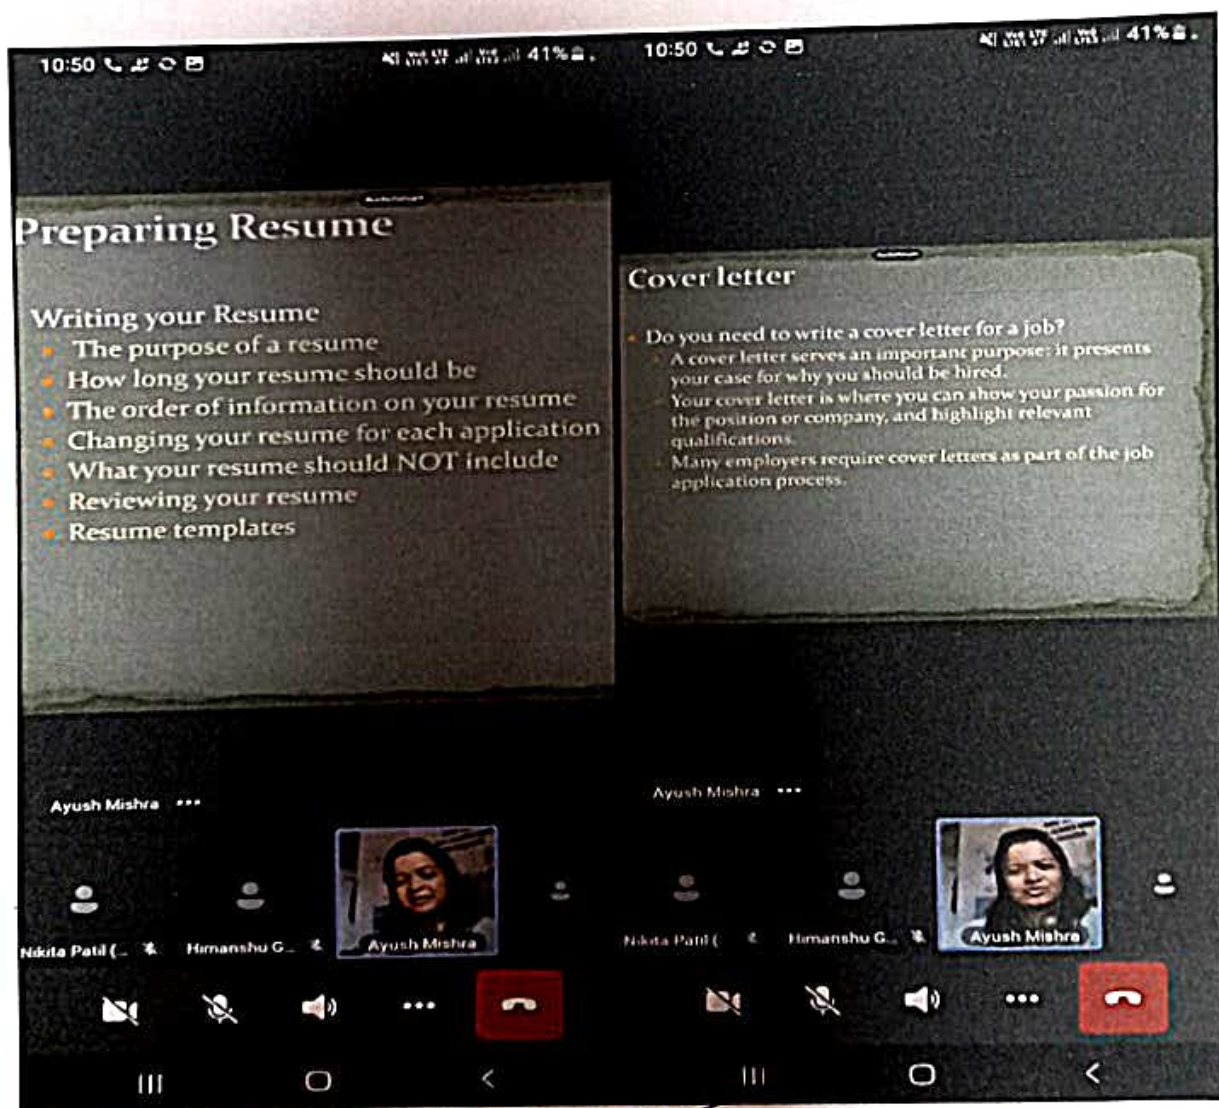 10:50
41%
Preparing Resume
Writing your Resume
The purpose of a resume
How long your resume should be
The order of information on your resume
Changing your resume for each application
What your resume should NOT include
Reviewing your resume
Resume templates
Ayush Mishra
Nikita Patil (...
Himanshu G...
Ayush Mishra
10:50
41%
Cover letter
Do you need to write a cover letter for a job?
A cover letter serves an important purpose: it presents
your case for why you should be hired.
Your cover letter is where you can show your passion for
the position or company, and highlight relevant
qualifications.
Many employers require cover letters as part of the job
application process.
Ayush Mishra
Nikita Patil (
Himanshu G...
Ayush Mishra